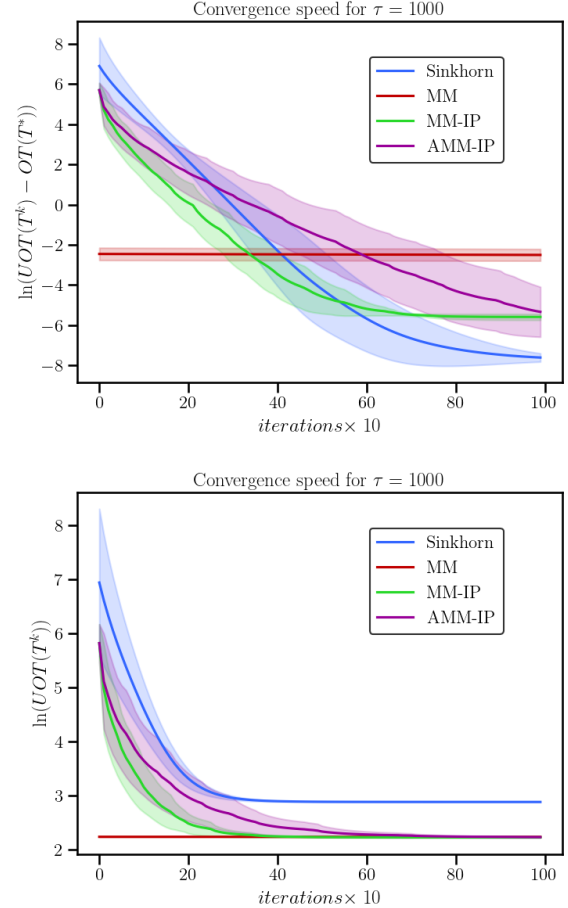 Convergence speed for τ = 1000
ln(UOT(T^k) − OT(T^*))
8
6
4
2
0
−2
−4
−6
−8
Sinkhorn
MM
MM-IP
AMM-IP
0 20 40 60 80 100
iterations× 10
Convergence speed for τ = 1000
ln(UOT(T^k))
8
7
6
5
4
3
2
Sinkhorn
MM
MM-IP
AMM-IP
0 20 40 60 80 100
iterations× 10